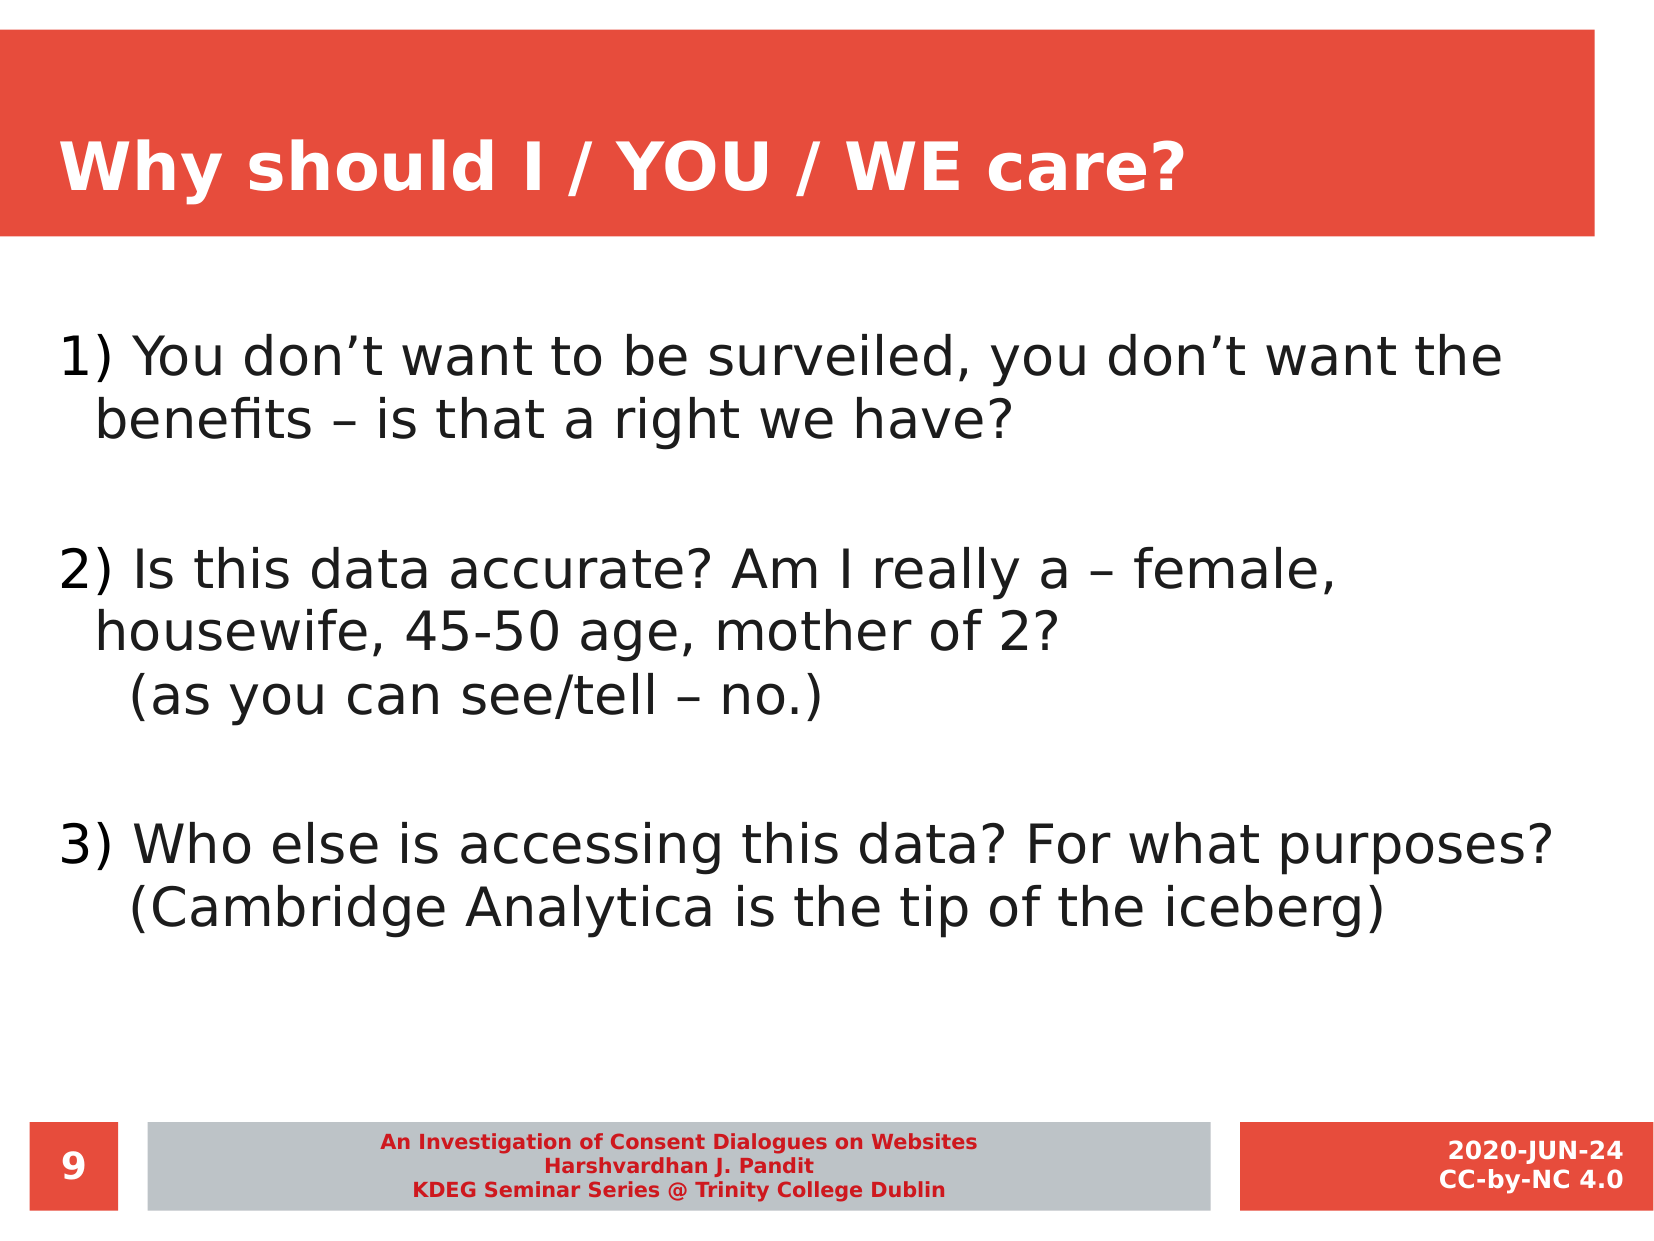 Why should I / YOU / WE care?
1) You don’t want to be surveiled, you don’t want the
benefits – is that a right we have?
2) Is this data accurate? Am I really a – female,
housewife, 45-50 age, mother of 2?
(as you can see/tell – no.)
3) Who else is accessing this data? For what purposes?
(Cambridge Analytica is the tip of the iceberg)
9
An Investigation of Consent Dialogues on Websites
Harshvardhan J. Pandit
KDEG Seminar Series @ Trinity College Dublin
2020-JUN-24
CC-by-NC 4.0